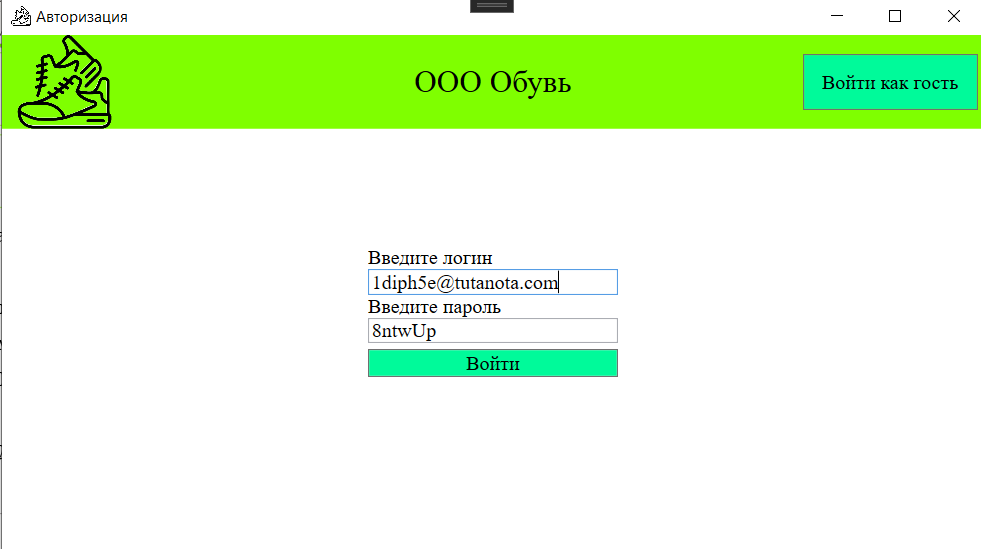 Авторизация
ООО Обувь
Войти как гость
Введите логин
1diph5e@tutanota.com
Введите пароль
8ntwUp
Войти